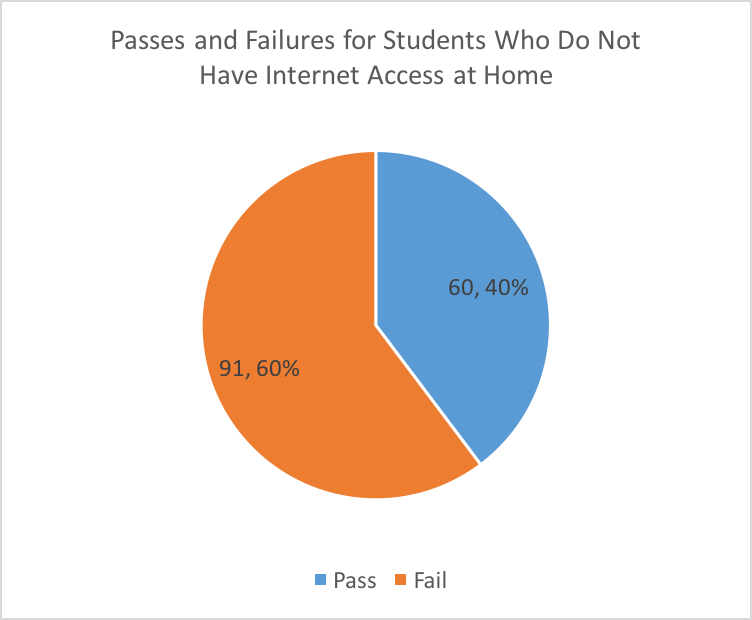 Passes and Failures for Students Who Do Not
Have Internet Access at Home
60, 40%
91, 60%
Pass Fail